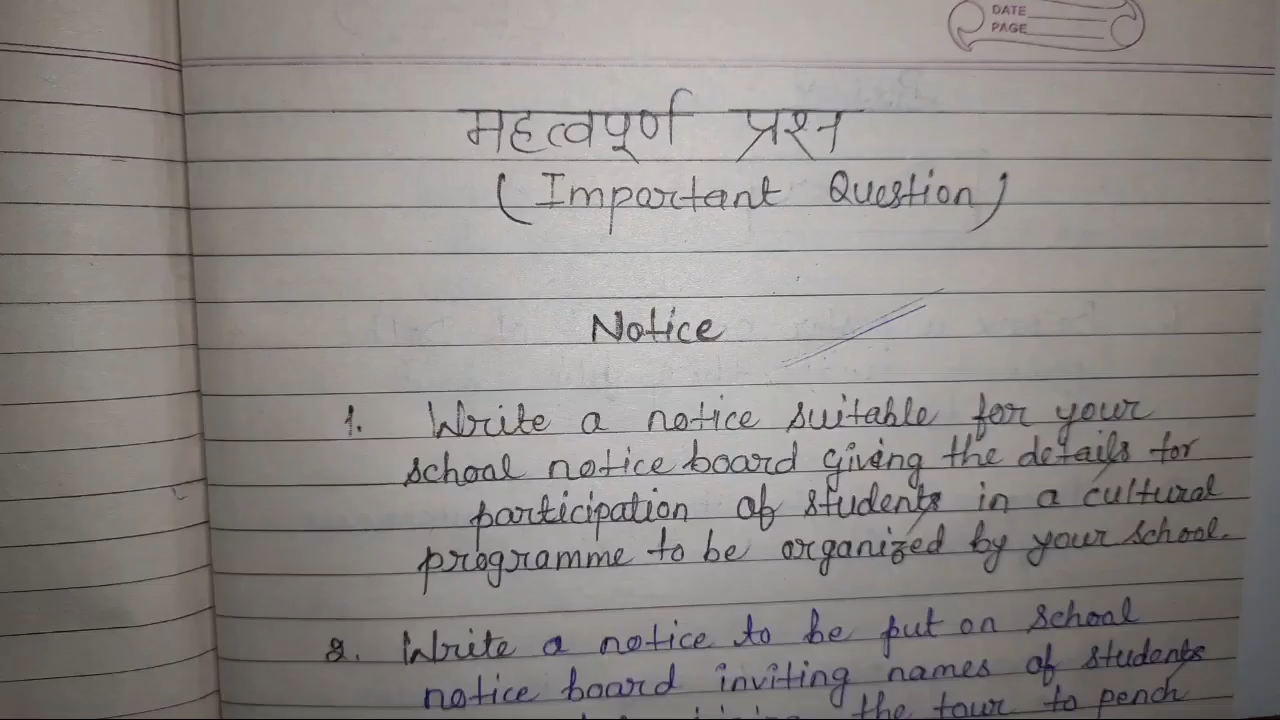 DATE
PAGE
महत्वपूर्ण प्रश्न
(Impartant Question)
Notice
1. Write a notice suitable for your
school notice board giving the details for
participation of students in a cultural
programme to be organized by your school.
2. Write a notice to be put on school
notice board inviting names of students
the tour to pench